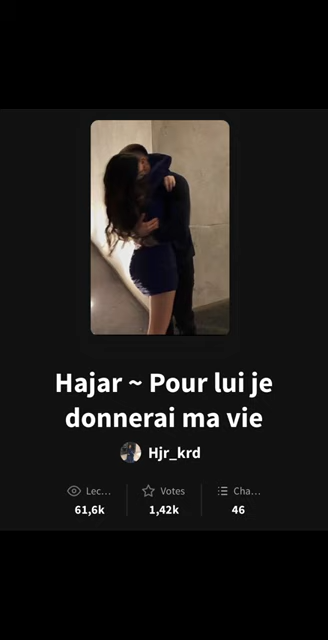 Hajar ~ Pour lui je
donnerai ma vie
Hjr_krd
Lec... Votes Cha...
61,6k 1,42k 46